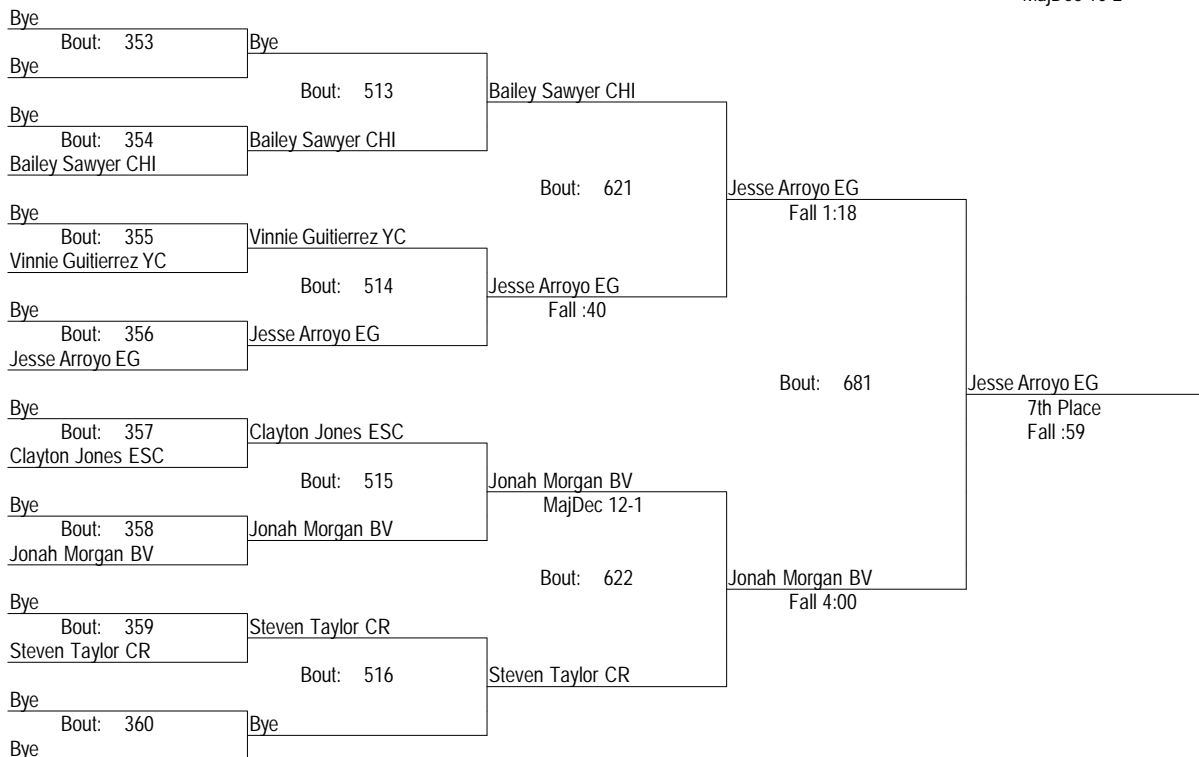 Bye
Bout: 353 Bye
Bye
Bout: 513 Bailey Sawyer CHI
Bye
Bout: 354 Bailey Sawyer CHI
Bailey Sawyer CHI
Bout: 621 Jesse Arroyo EG
Fall 1:18
Bye
Bout: 355 Vinnie Guitierrez YC
Vinnie Guitierrez YC
Bout: 514 Jesse Arroyo EG
Fall :40
Bye
Bout: 356 Jesse Arroyo EG
Jesse Arroyo EG
Bout: 681 Jesse Arroyo EG
7th Place
Fall :59
Bye
Bout: 357 Clayton Jones ESC
Clayton Jones ESC
Bout: 515 Jonah Morgan BV
MajDec 12-1
Bye
Bout: 358 Jonah Morgan BV
Jonah Morgan BV
Bout: 622 Jonah Morgan BV
Fall 4:00
Bye
Bout: 359 Steven Taylor CR
Steven Taylor CR
Bout: 516 Steven Taylor CR
Bye
Bout: 360 Bye
Bye